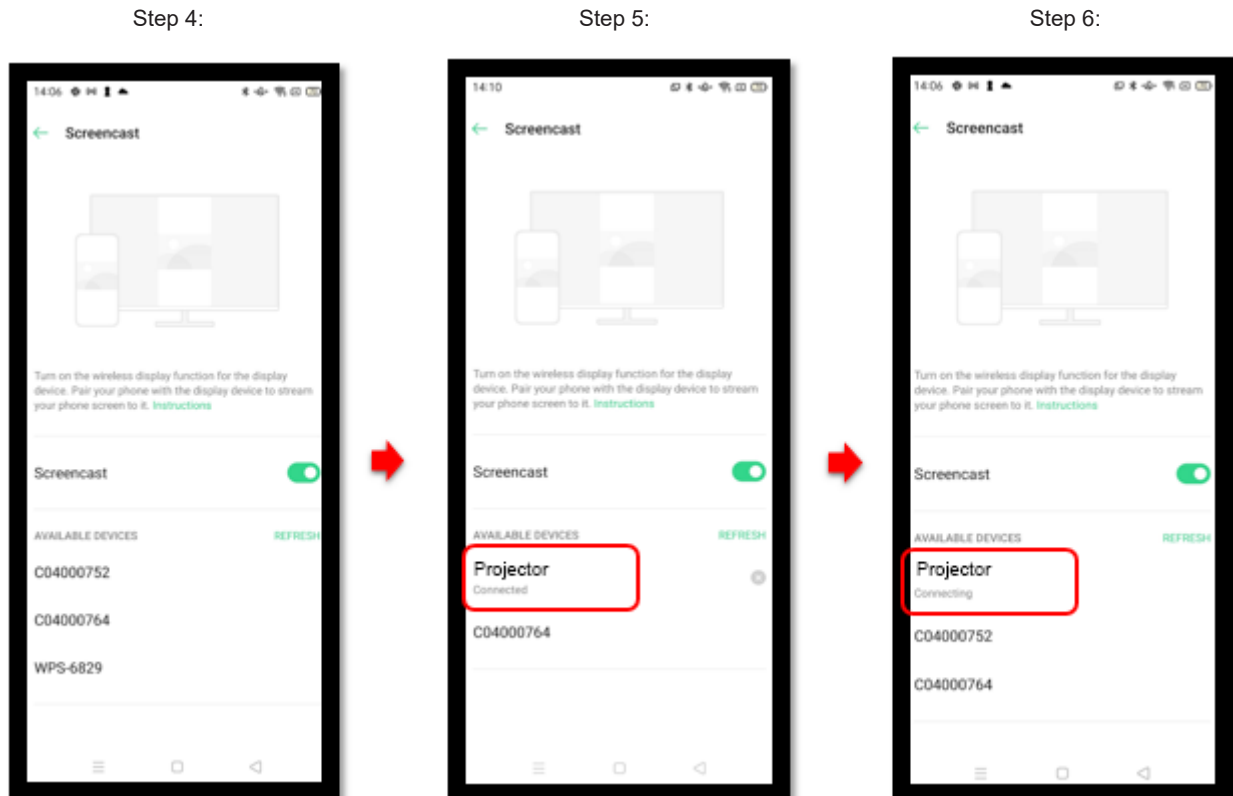 Step 4:
14:06
Screencast
Turn on the wireless display function for the display
device. Pair your phone with the display device to stream
your phone screen to it. Instructions
Screencast
AVAILABLE DEVICES REFRESH
C04000752
C04000764
WPS-6829
Step 5:
14:10
Screencast
Turn on the wireless display function for the display
device. Pair your phone with the display device to stream
your phone screen to it. Instructions
Screencast
AVAILABLE DEVICES REFRESH
Projector
Connected
C04000764
Step 6:
14:06
Screencast
Turn on the wireless display function for the display
device. Pair your phone with the display device to stream
your phone screen to it. Instructions
Screencast
AVAILABLE DEVICES REFRESH
Projector
Connecting
C04000752
C04000764